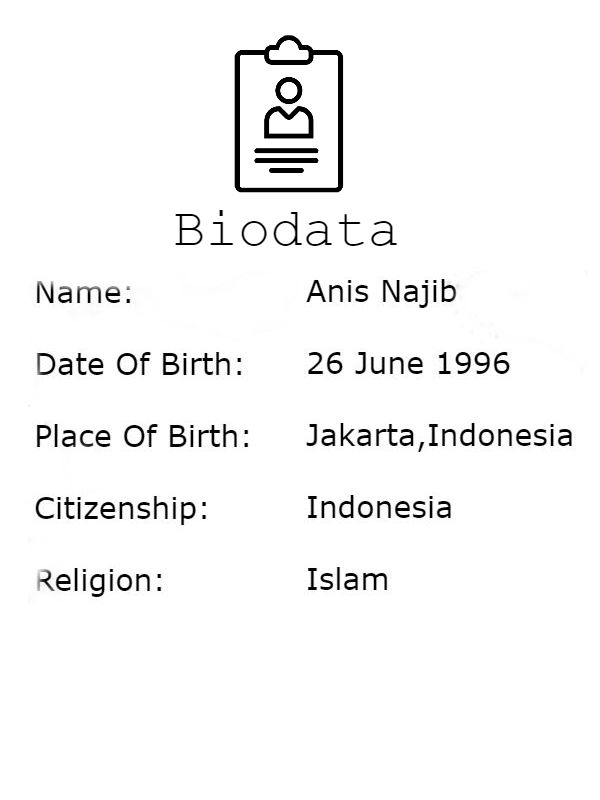 Biodata
Name: Anis Najib
Date Of Birth: 26 June 1996
Place Of Birth: Jakarta,Indonesia
Citizenship: Indonesia
Religion: Islam